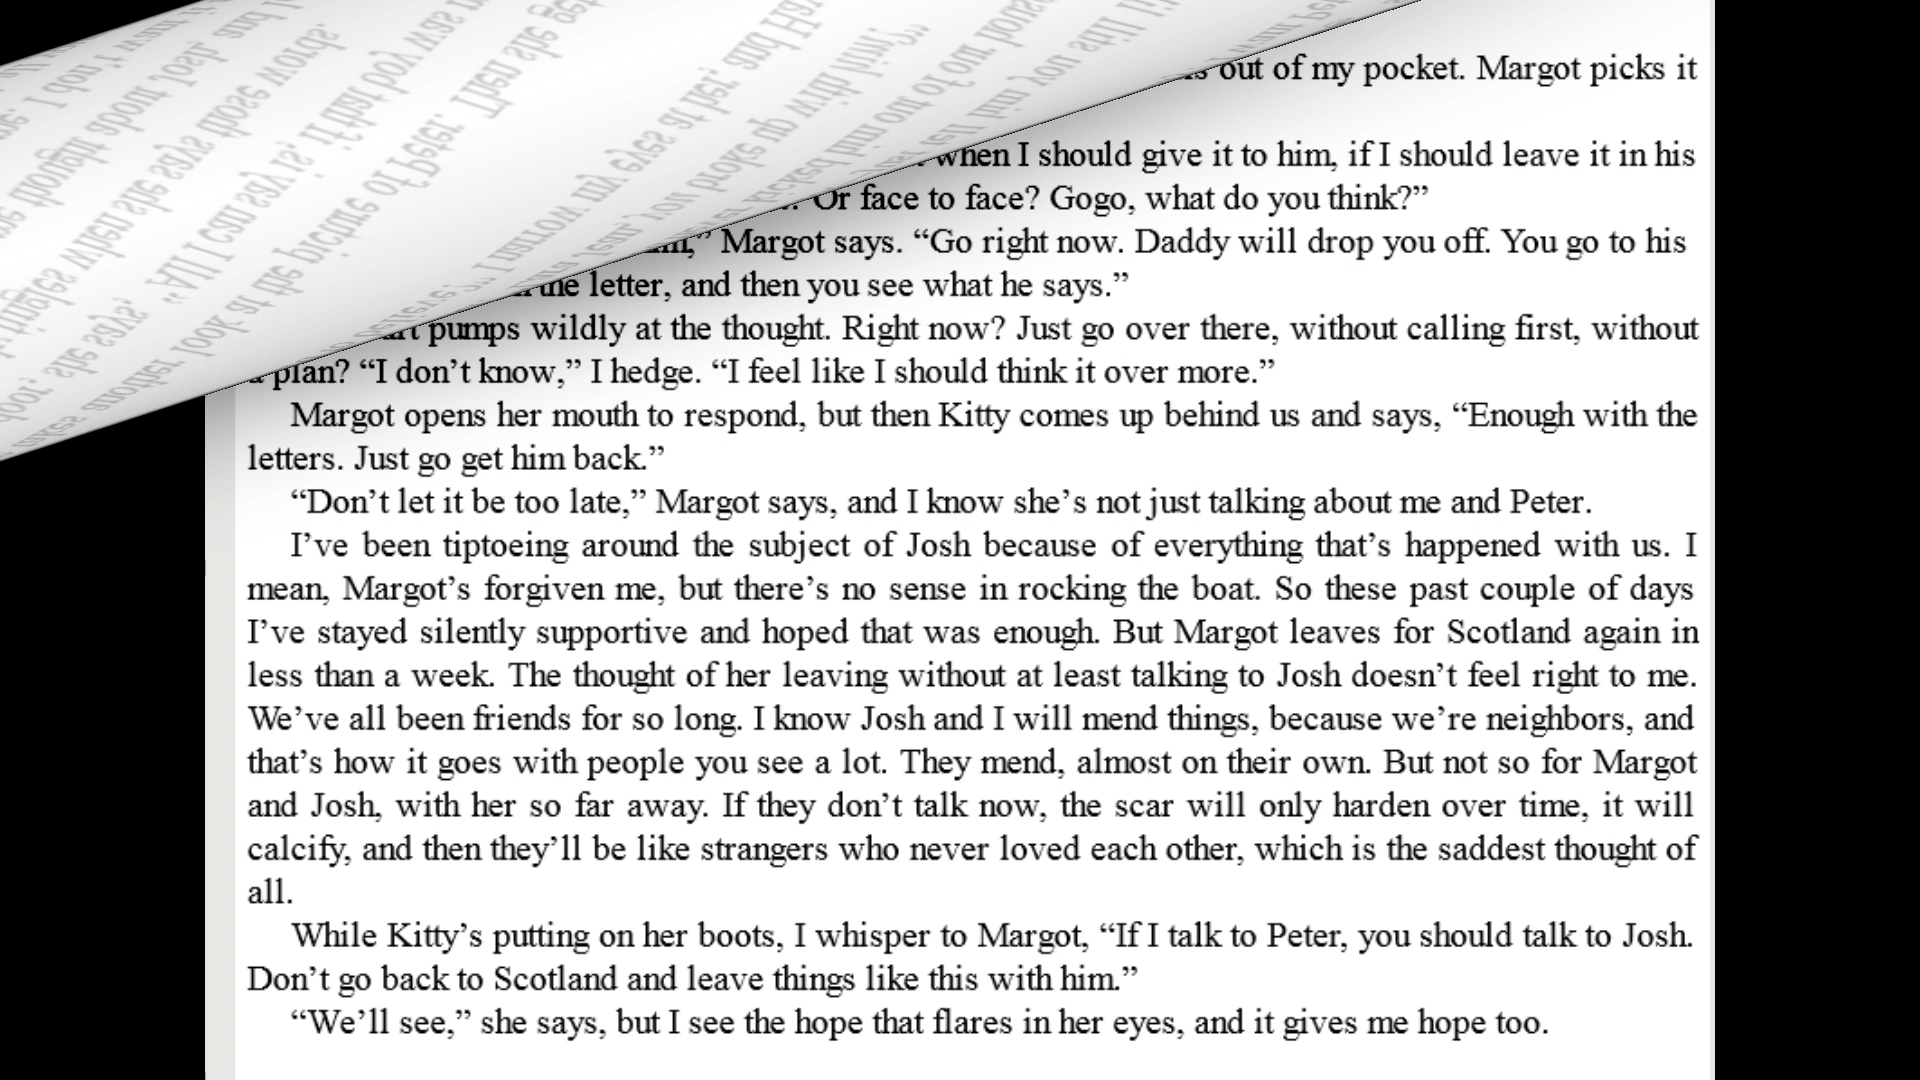 out of my pocket. Margot picks it
when I should give it to him, if I should leave it in his
Or face to face? Gogo, what do you think?”
Margot says. “Go right now. Daddy will drop you off. You go to his
the letter, and then you see what he says.”
pumps wildly at the thought. Right now? Just go over there, without calling first, without
plan? “I don’t know,” I hedge. “I feel like I should think it over more.”
Margot opens her mouth to respond, but then Kitty comes up behind us and says, “Enough with the
letters. Just go get him back.”
“Don’t let it be too late,” Margot says, and I know she’s not just talking about me and Peter.
I’ve been tiptoeing around the subject of Josh because of everything that’s happened with us. I
mean, Margot’s forgiven me, but there’s no sense in rocking the boat. So these past couple of days
I’ve stayed silently supportive and hoped that was enough. But Margot leaves for Scotland again in
less than a week. The thought of her leaving without at least talking to Josh doesn’t feel right to me.
We’ve all been friends for so long. I know Josh and I will mend things, because we’re neighbors, and
that’s how it goes with people you see a lot. They mend, almost on their own. But not so for Margot
and Josh, with her so far away. If they don’t talk now, the scar will only harden over time, it will
calcify, and then they’ll be like strangers who never loved each other, which is the saddest thought of
all.
While Kitty’s putting on her boots, I whisper to Margot, “If I talk to Peter, you should talk to Josh.
Don’t go back to Scotland and leave things like this with him.”
“We’ll see,” she says, but I see the hope that flares in her eyes, and it gives me hope too.